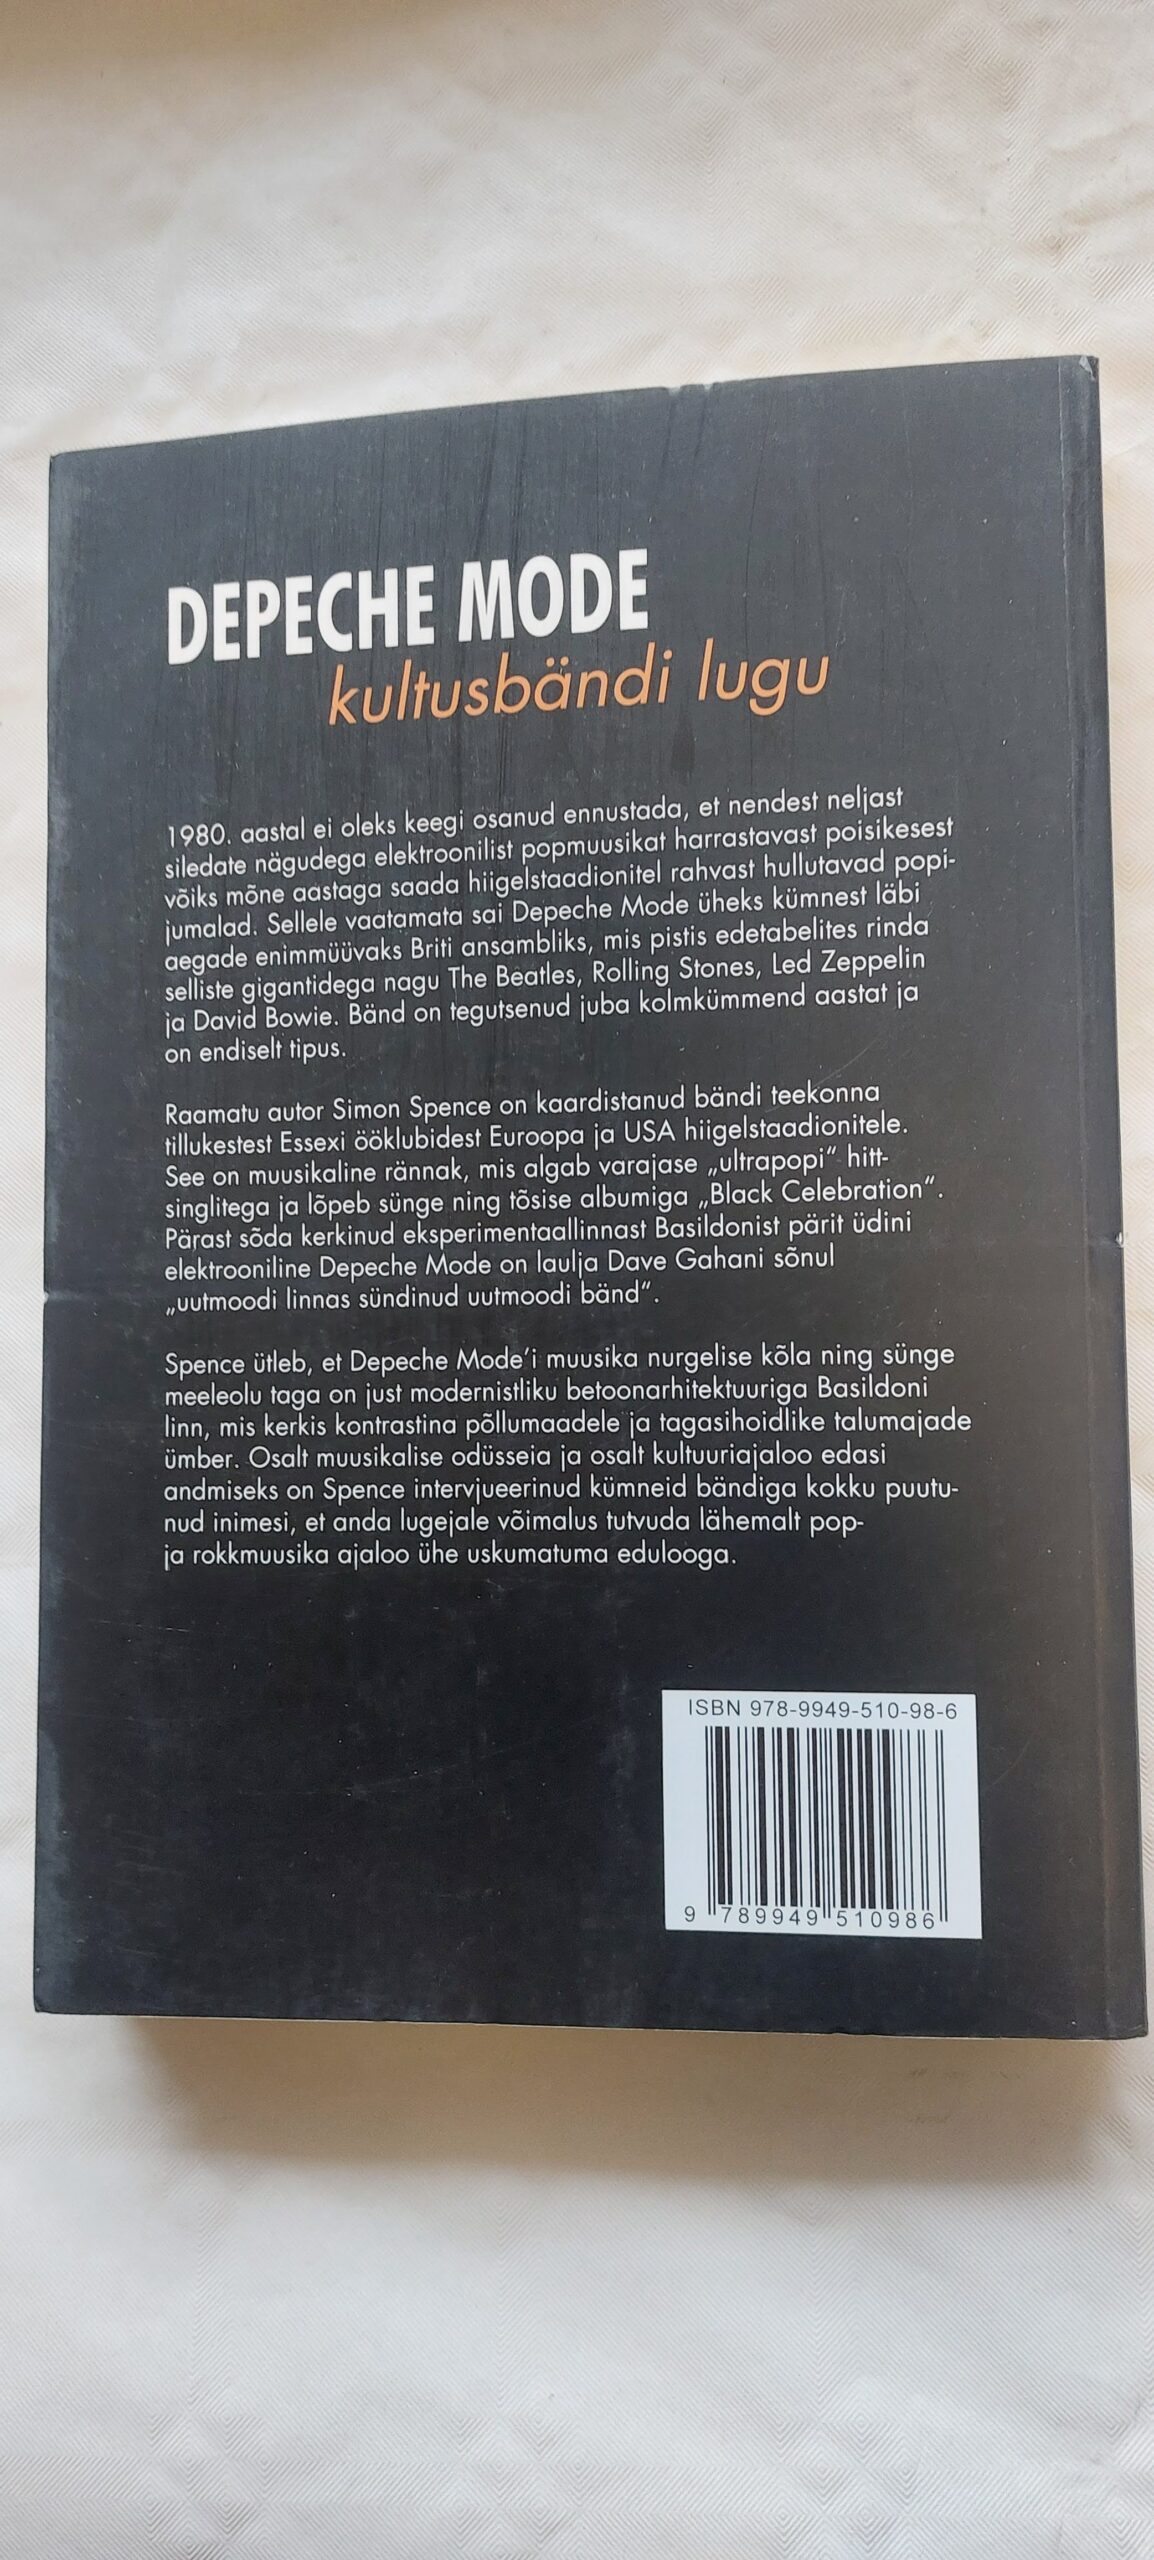 DEPECHE MODE
kultusbändi lugu
1980. aastal ei oleks keegi osanud ennustada, et nendest neljast
siledate nägudega elektroonilist popmuusikat harrastavast poisikesest
võiks mõne aastaga saada hiigelstaadionitel rahvast hullutavad popi-
jumalad. Sellele vaatamata sai Depeche Mode üheks kümnest läbi
aegade enimmüüvaks Briti ansambliks, mis pistis edetabelites rinda
selliste gigantidega nagu The Beatles, Rolling Stones, Led Zeppelin
ja David Bowie. Bänd on tegutsenud juba kolmkümmend aastat ja
on endiselt tipus.
Raamatu autor Simon Spence on kaardistanud bändi teekonna
tillukestest Essexi ööklubidest Euroopa ja USA hiigelstaadionitele.
See on muusikaline rännak, mis algab varajase „ultrapopi“ hitt-
singlitega ja lõpeb sünge ning tõsise albumiga „Black Celebration“.
Pärast sõda kerkinud eksperimentaallinnast Basildonist pärit üdini
elektrooniline Depeche Mode on laulja Dave Gahani sõnul
„uutmoodi linnas sündinud uutmoodi bänd“.
Spence ütleb, et Depeche Mode’i muusika nurgelise kõla ning sünge
meeleolu taga on just modernistliku betoonarhitektuuriga Basildoni
linn, mis kerkis kontrastina põllumaadele ja tagasihoidlike talumajade
ümber. Osalt muusikalise odüsseia ja osalt kultuuriajaloo edasi
andmiseks on Spence intervjueerinud kümneid bändiga kokku puutu-
nud inimesi, et anda lugejale võimalus tutvuda lähemalt pop-
ja rokkmuusika ajaloo ühe uskumatuma edulooga.
ISBN 978-9949-510-98-6
9 789949 510986